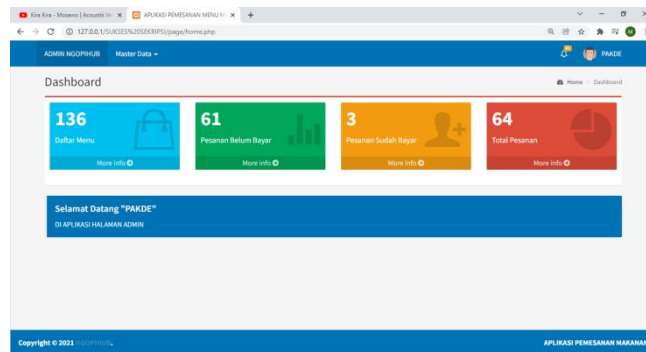 Kira Kira - Mosawo | Acoustik Ve
APLIKASI PEMESANAN MENU M
127.0.0.1/SUKSES%20SEKRIPSI/page/home.php
ADMIN NGOPIHUB Master Data
PAKDE
Dashboard
Home Dashboard
136 61 3 64
Daftar Menu Pesanan Belum Bayar Pesanan Sudah Bayar Total Pesanan
More info More info More info More info
Selamat Datang "PAKDE"
DI APLIKASI HALAMAN ADMIN
Copyright © 2021 NGOPIHUB. APLIKASI PEMESANAN MAKANAN